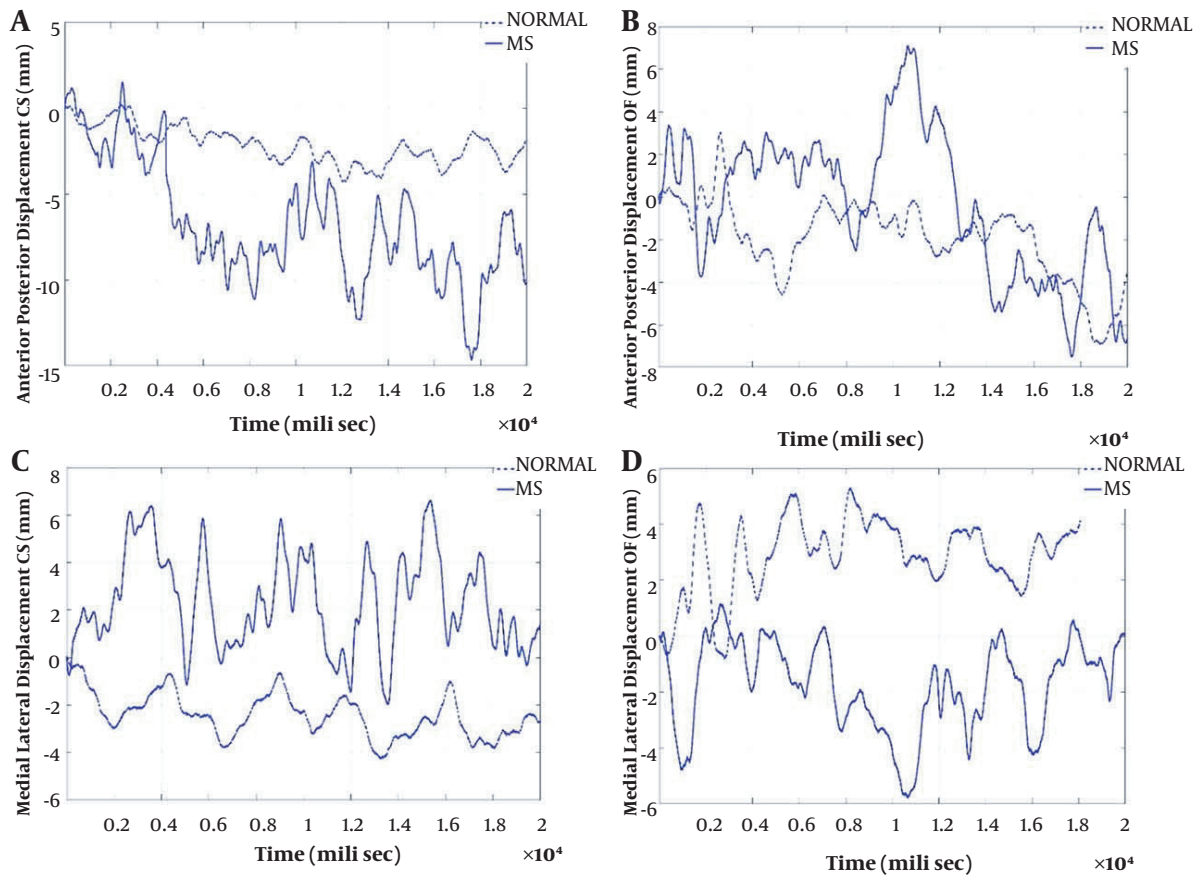 A
NORMAL
MS
Anterior Posterior Displacement CS (mm)
5
0
-5
-10
-15
0.2 0.4 0.6 0.8 1 1.2 1.4 1.6 1.8 2
Time (mili sec) ×10⁴
B
NORMAL
MS
Anterior Posterior Displacement OF (mm)
8
6
4
2
0
-2
-4
-6
-8
0.2 0.4 0.6 0.8 1 1.2 1.4 1.6 1.8 2
Time (mili sec) ×10⁴
C
NORMAL
MS
Medial Lateral Displacement CS (mm)
8
6
4
2
0
-2
-4
-6
0.2 0.4 0.6 0.8 1 1.2 1.4 1.6 1.8 2
Time (mili sec) ×10⁴
D
NORMAL
MS
Medial Lateral Displacement OF (mm)
6
4
2
0
-2
-4
-6
0.2 0.4 0.6 0.8 1 1.2 1.4 1.6 1.8 2
Time (mili sec) ×10⁴